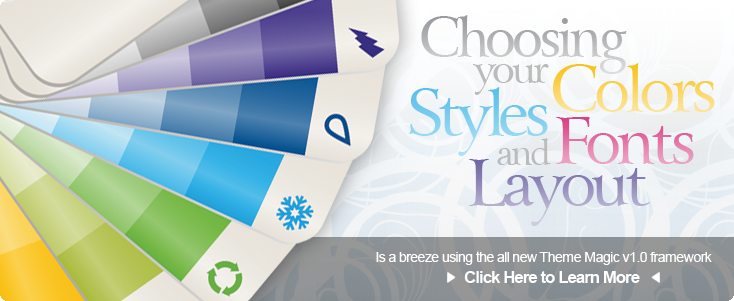 Choosing
your Colors
Styles
and Fonts
Layout
Is a breeze using the all new Theme Magic v1.0 framework
Click Here to Learn More